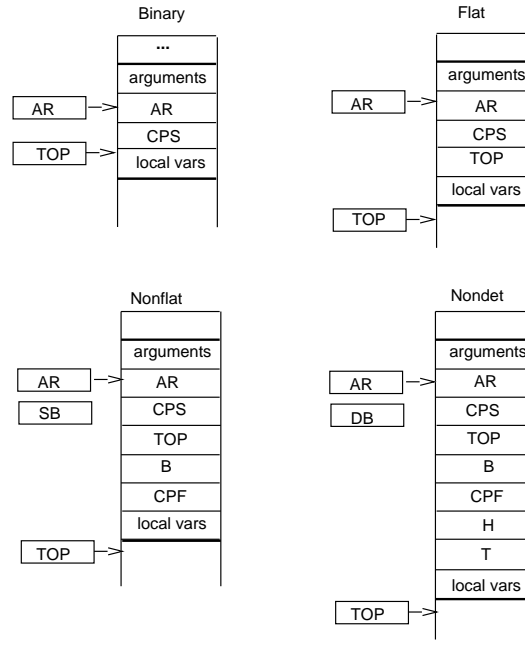 Binary
...
arguments
AR
AR
CPS
TOP
local vars
Flat
arguments
AR
AR
CPS
TOP
local vars
TOP
Nonflat
arguments
AR
AR
SB
CPS
TOP
B
CPF
local vars
TOP
Nondet
arguments
AR
AR
DB
CPS
TOP
B
CPF
H
T
local vars
TOP